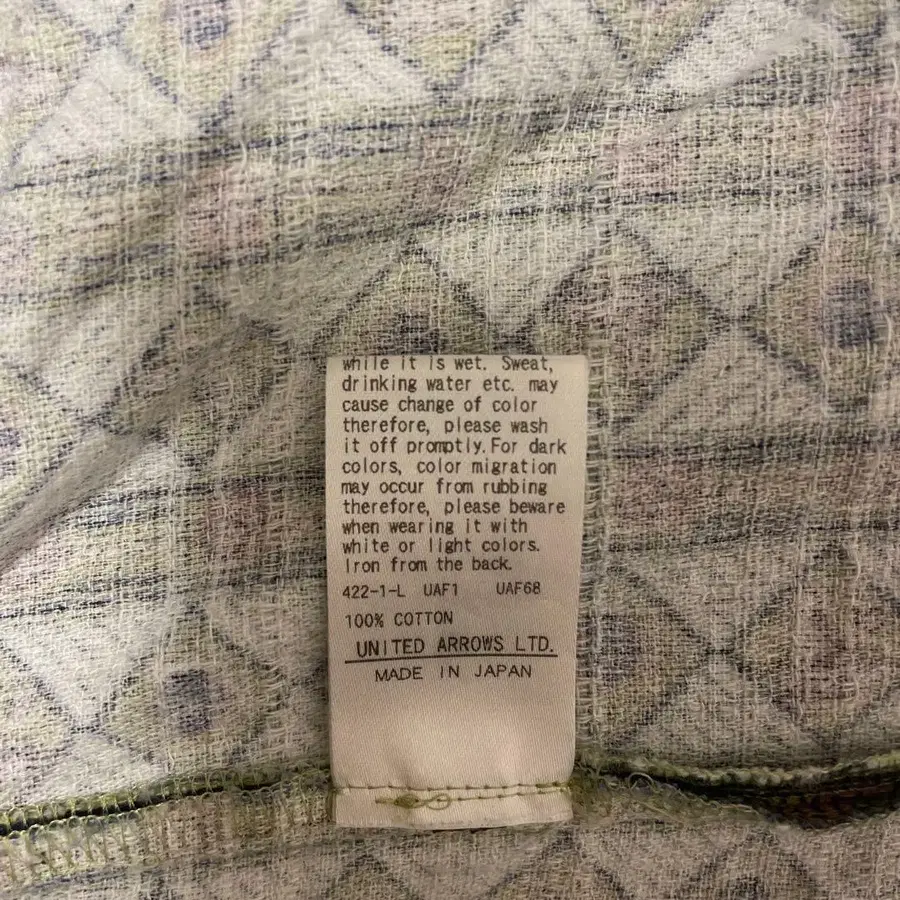 while it is wet. Sweat,
drinking water etc. may
cause change of color
therefore, please wash
it off promptly.For dark
colors, color migration
may occur from rubbing
therefore, please beware
when wearing it with
white or light colors.
Iron from the back.
422-1-L UAF1 UAF68
100% COTTON
UNITED ARROWS LTD.
MADE IN JAPAN